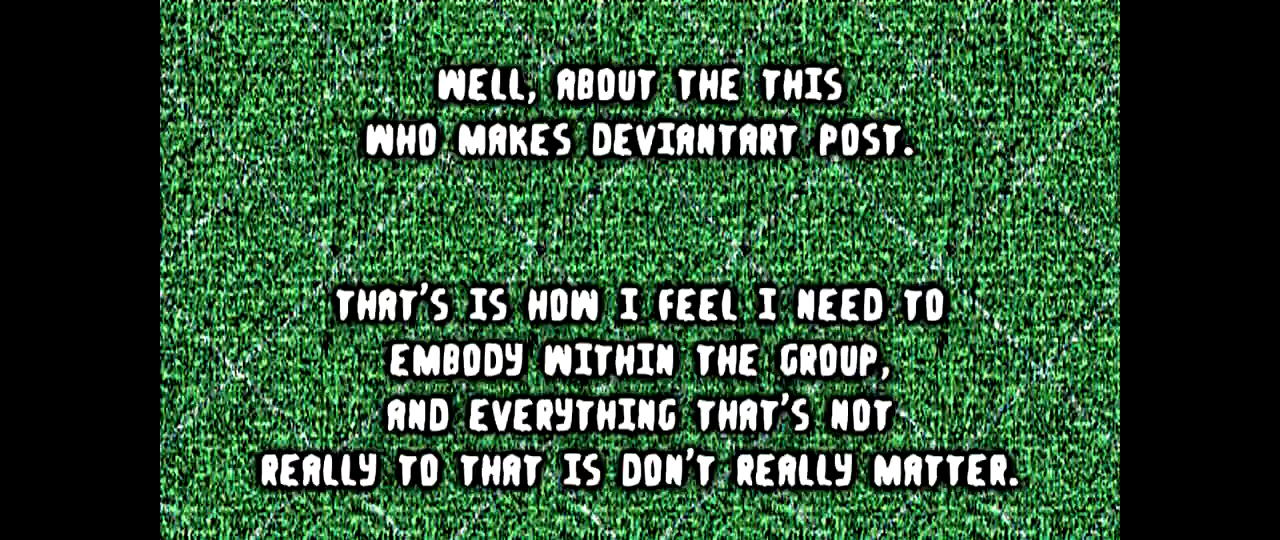 WELL, ABOUT THE THIS
WHO MAKES DEVIANTART POST.
THAT'S IS HOW I FEEL I NEED TO
EMBODY WITHIN THE GROUP,
AND EVERYTHING THAT'S NOT
REALLY TO THAT IS DON'T REALLY MATTER.